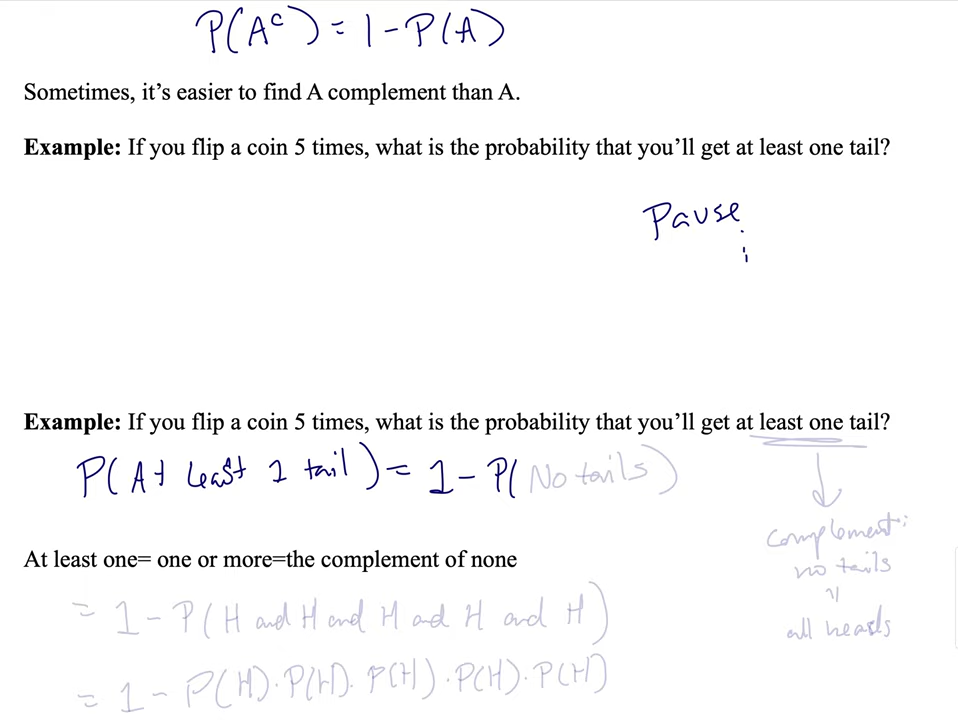 P(Aᶜ) = 1 - P(A)
Sometimes, it’s easier to find A complement than A.
Example: If you flip a coin 5 times, what is the probability that you’ll get at least one tail?
Pause
Example: If you flip a coin 5 times, what is the probability that you’ll get at least one tail?
P(At least 1 tail) = 1 - P(No tails)
complement:
no tails
=
all heads
At least one= one or more=the complement of none
= 1 - P(H and H and H and H and H)
= 1 - P(H)·P(H)·P(H)·P(H)·P(H)